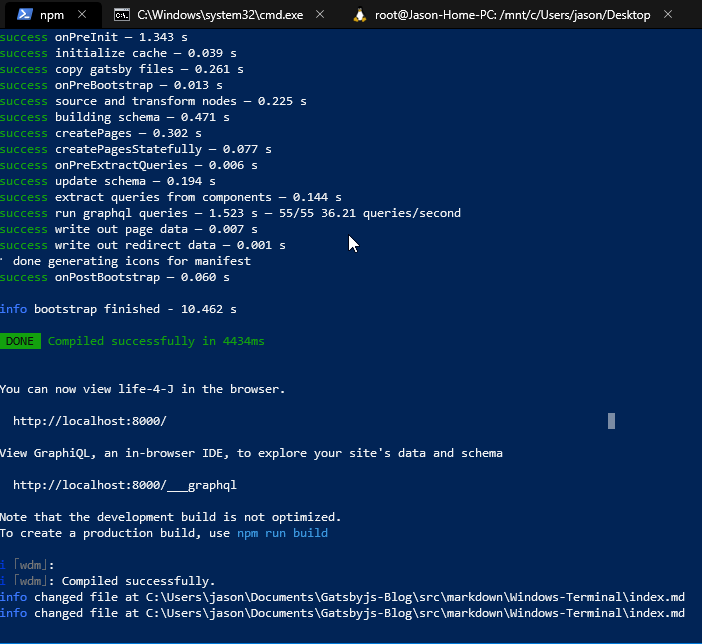 npm
C:\Windows\system32\cmd.exe
root@Jason-Home-PC: /mnt/c/Users/jason/Desktop
success onPreInit — 1.343 s
success initialize cache — 0.039 s
success copy gatsby files — 0.261 s
success onPreBootstrap — 0.013 s
success source and transform nodes — 0.225 s
success building schema — 0.471 s
success createPages — 0.302 s
success createPagesStatefully — 0.077 s
success onPreExtractQueries — 0.006 s
success update schema — 0.194 s
success extract queries from components — 0.144 s
success run graphql queries — 1.523 s — 55/55 36.21 queries/second
success write out page data — 0.007 s
success write out redirect data — 0.001 s
⠁ done generating icons for manifest
success onPostBootstrap — 0.060 s
info bootstrap finished - 10.462 s
DONE Compiled successfully in 4434ms
You can now view life-4-J in the browser.
http://localhost:8000/
View GraphiQL, an in-browser IDE, to explore your site's data and schema
http://localhost:8000/___graphql
Note that the development build is not optimized.
To create a production build, use npm run build
i ｢wdm｣:
i ｢wdm｣: Compiled successfully.
info changed file at C:\Users\jason\Documents\Gatsbyjs-Blog\src\markdown\Windows-Terminal\index.md
info changed file at C:\Users\jason\Documents\Gatsbyjs-Blog\src\markdown\Windows-Terminal\index.md